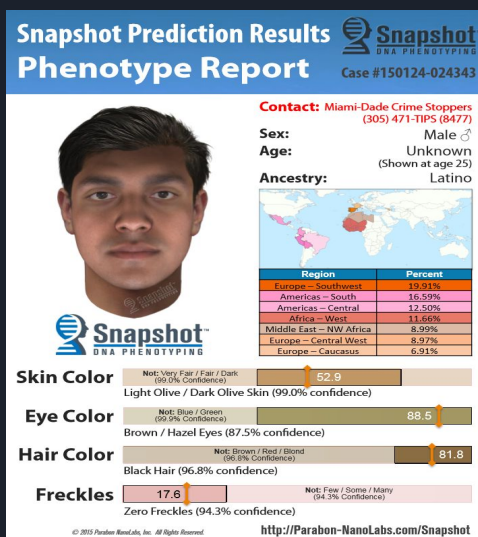 Snapshot Prediction Results
Phenotype Report
Snapshot
DNA PHENOTYPING
Case #150124-024343
Contact: Miami-Dade Crime Stoppers
(305) 471-TIPS (8477)
Sex: Male ♂
Age: Unknown
(Shown at age 25)
Ancestry: Latino
Snapshot
Region Percent
Europe – Southwest 19.91%
Americas – South 16.59%
Americas – Central 12.50%
Africa – West 11.66%
Middle East – NW Africa 8.99%
Europe – Central West 8.97%
Europe – Caucasus 6.91%
Snapshot™
DNA PHENOTYPING
Skin Color
Not: Very Fair / Fair / Dark
(99.0% Confidence)
52.9
Light Olive / Dark Olive Skin (99.0% confidence)
Eye Color
Not: Blue / Green
(99.9% Confidence)
88.5
Brown / Hazel Eyes (87.5% confidence)
Hair Color
Not: Brown / Red / Blond
(96.8% Confidence)
81.8
Black Hair (96.8% confidence)
Freckles
17.6
Not: Few / Some / Many
(94.3% Confidence)
Zero Freckles (94.3% confidence)
© 2015 Parabon NanoLabs, Inc. All Rights Reserved.
http://Parabon-NanoLabs.com/Snapshot